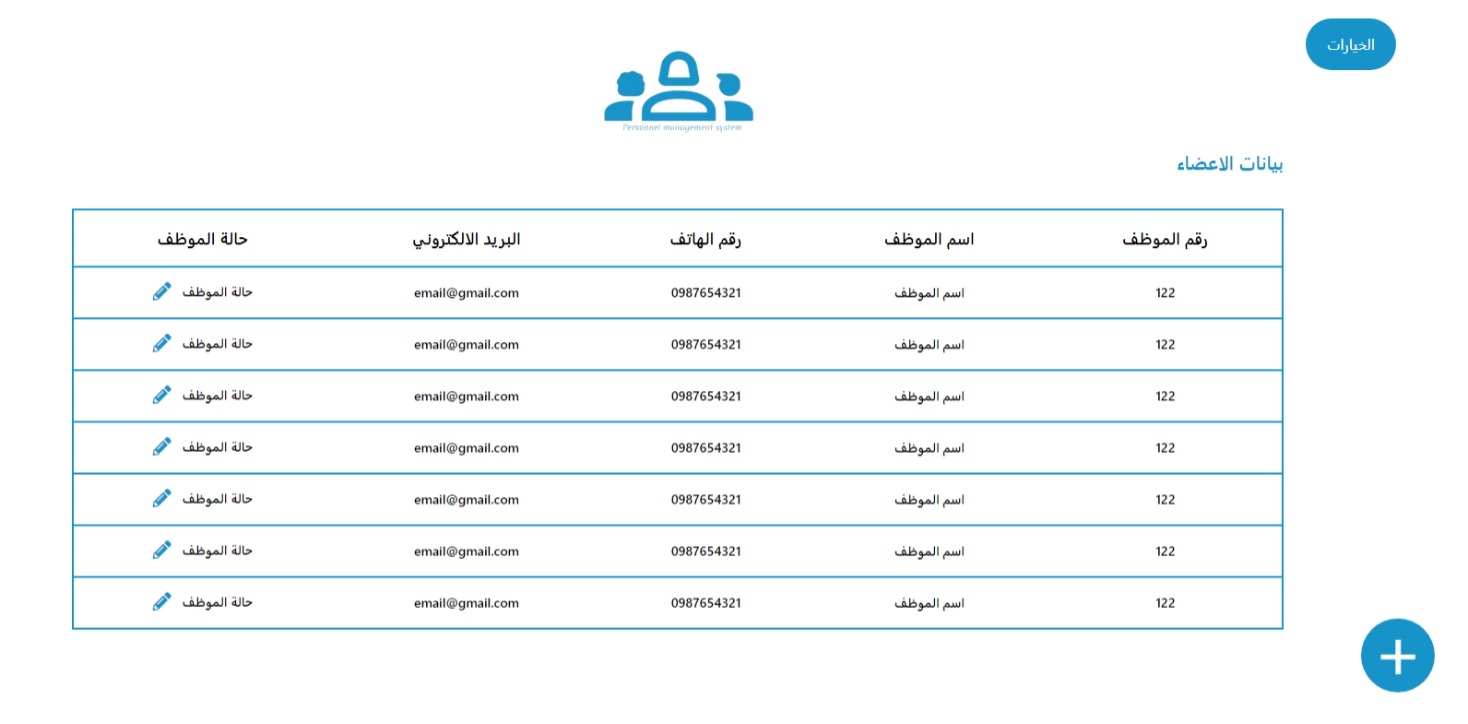 الخيارات
Personnel management system
بيانات الاعضاء
رقم الموظف اسم الموظف رقم الهاتف البريد الالكتروني حالة الموظف
122 اسم الموظف 0987654321 email@gmail.com حالة الموظف
122 اسم الموظف 0987654321 email@gmail.com حالة الموظف
122 اسم الموظف 0987654321 email@gmail.com حالة الموظف
122 اسم الموظف 0987654321 email@gmail.com حالة الموظف
122 اسم الموظف 0987654321 email@gmail.com حالة الموظف
122 اسم الموظف 0987654321 email@gmail.com حالة الموظف
122 اسم الموظف 0987654321 email@gmail.com حالة الموظف